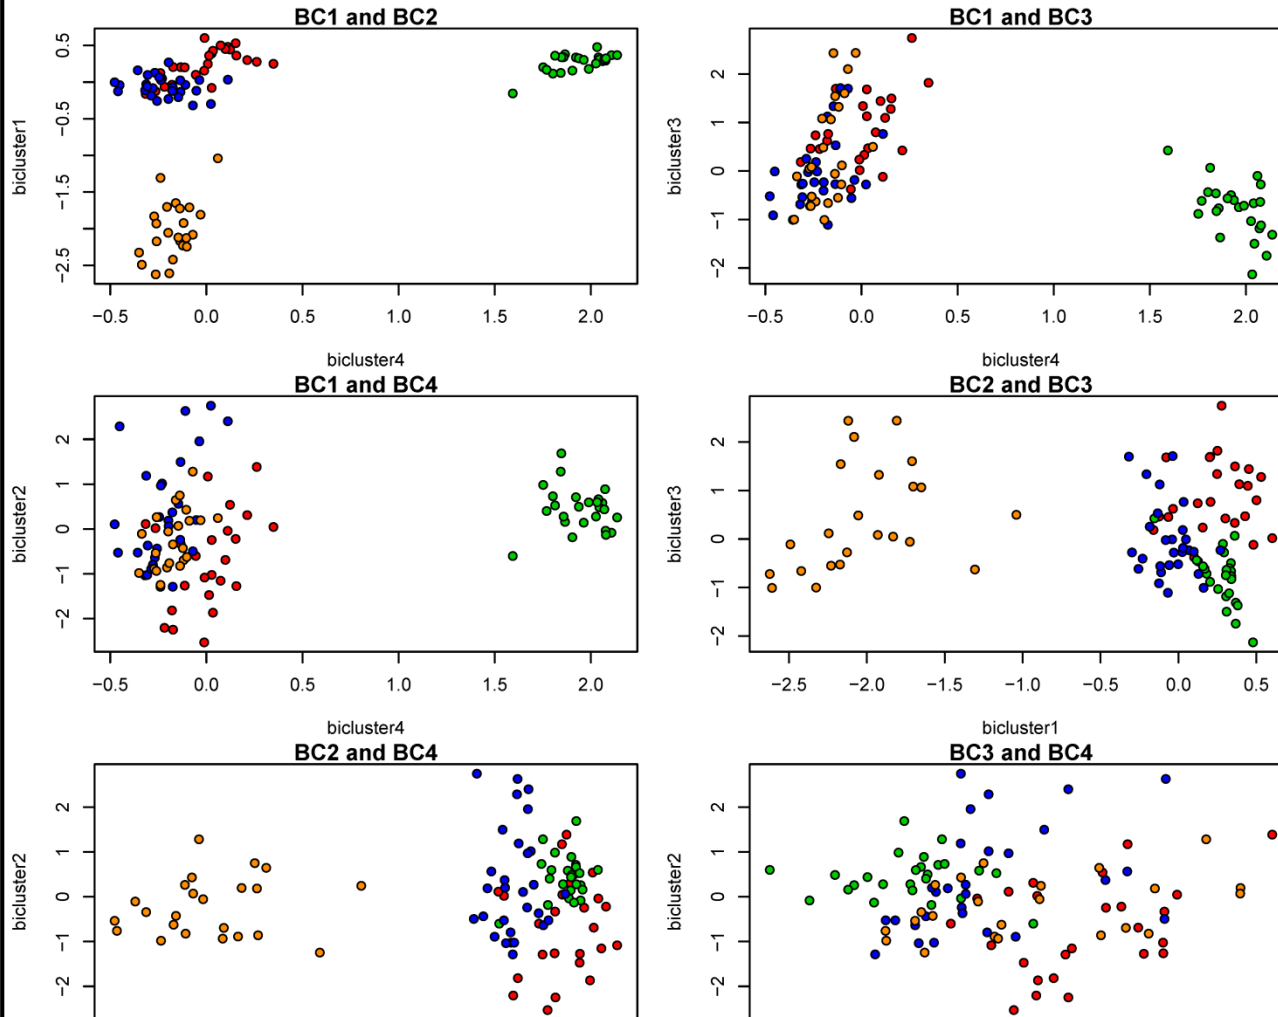 BC1 and BC2
bicluster1
0.5
−0.5
−1.5
−2.5
−0.5 0.0 0.5 1.0 1.5 2.0
bicluster4
BC1 and BC3
bicluster3
2
1
0
−1
−2
−0.5 0.0 0.5 1.0 1.5 2.0
bicluster4
BC1 and BC4
bicluster2
2
1
0
−1
−2
−0.5 0.0 0.5 1.0 1.5 2.0
bicluster4
BC2 and BC3
bicluster3
2
1
0
−1
−2
−2.5 −2.0 −1.5 −1.0 −0.5 0.0 0.5
bicluster1
BC2 and BC4
bicluster2
2
1
0
−1
−2
BC3 and BC4
bicluster2
2
1
0
−1
−2